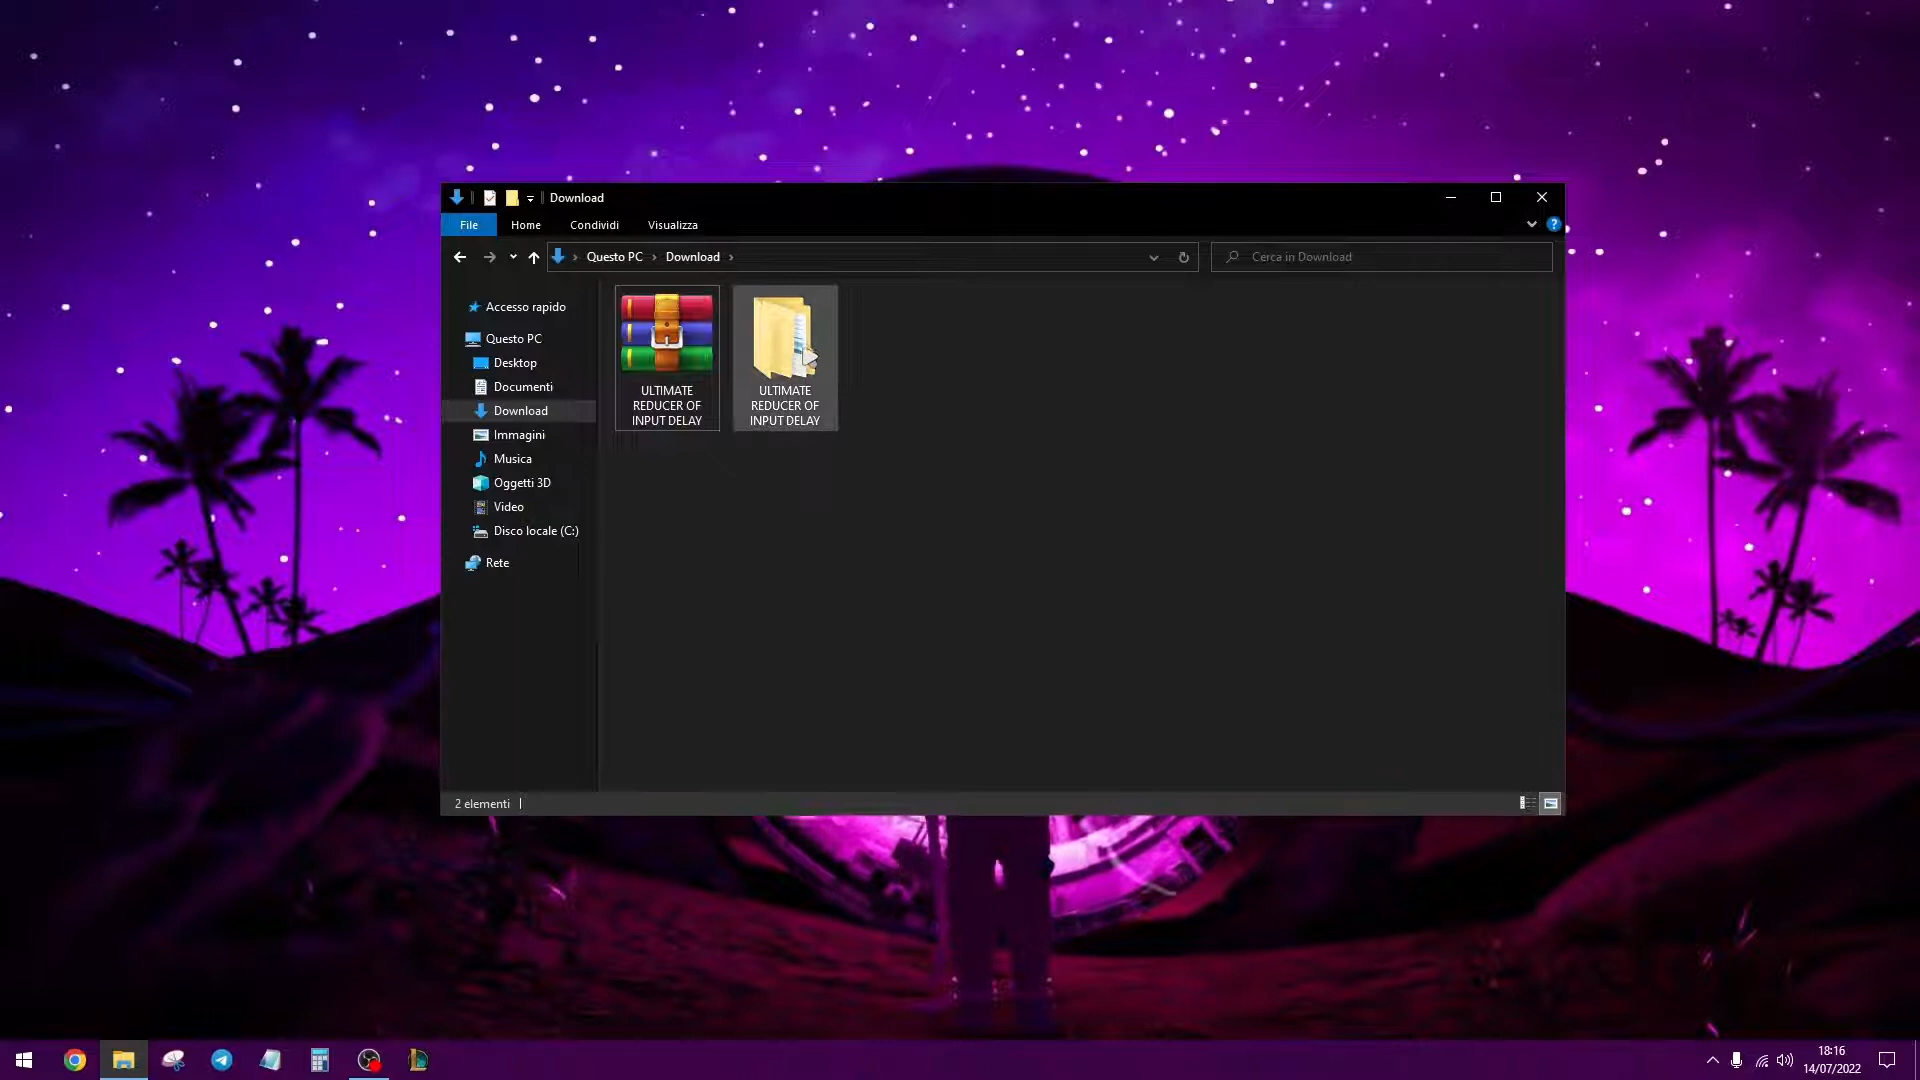 Download
File Home Condividi Visualizza
Questo PC Download
Cerca in Download
Accesso rapido
Questo PC
Desktop
Documenti
Download
Immagini
Musica
Oggetti 3D
Video
Disco locale (C:)
Rete
ULTIMATE
REDUCER OF
INPUT DELAY
ULTIMATE
REDUCER OF
INPUT DELAY
2 elementi
18:16
14/07/2022